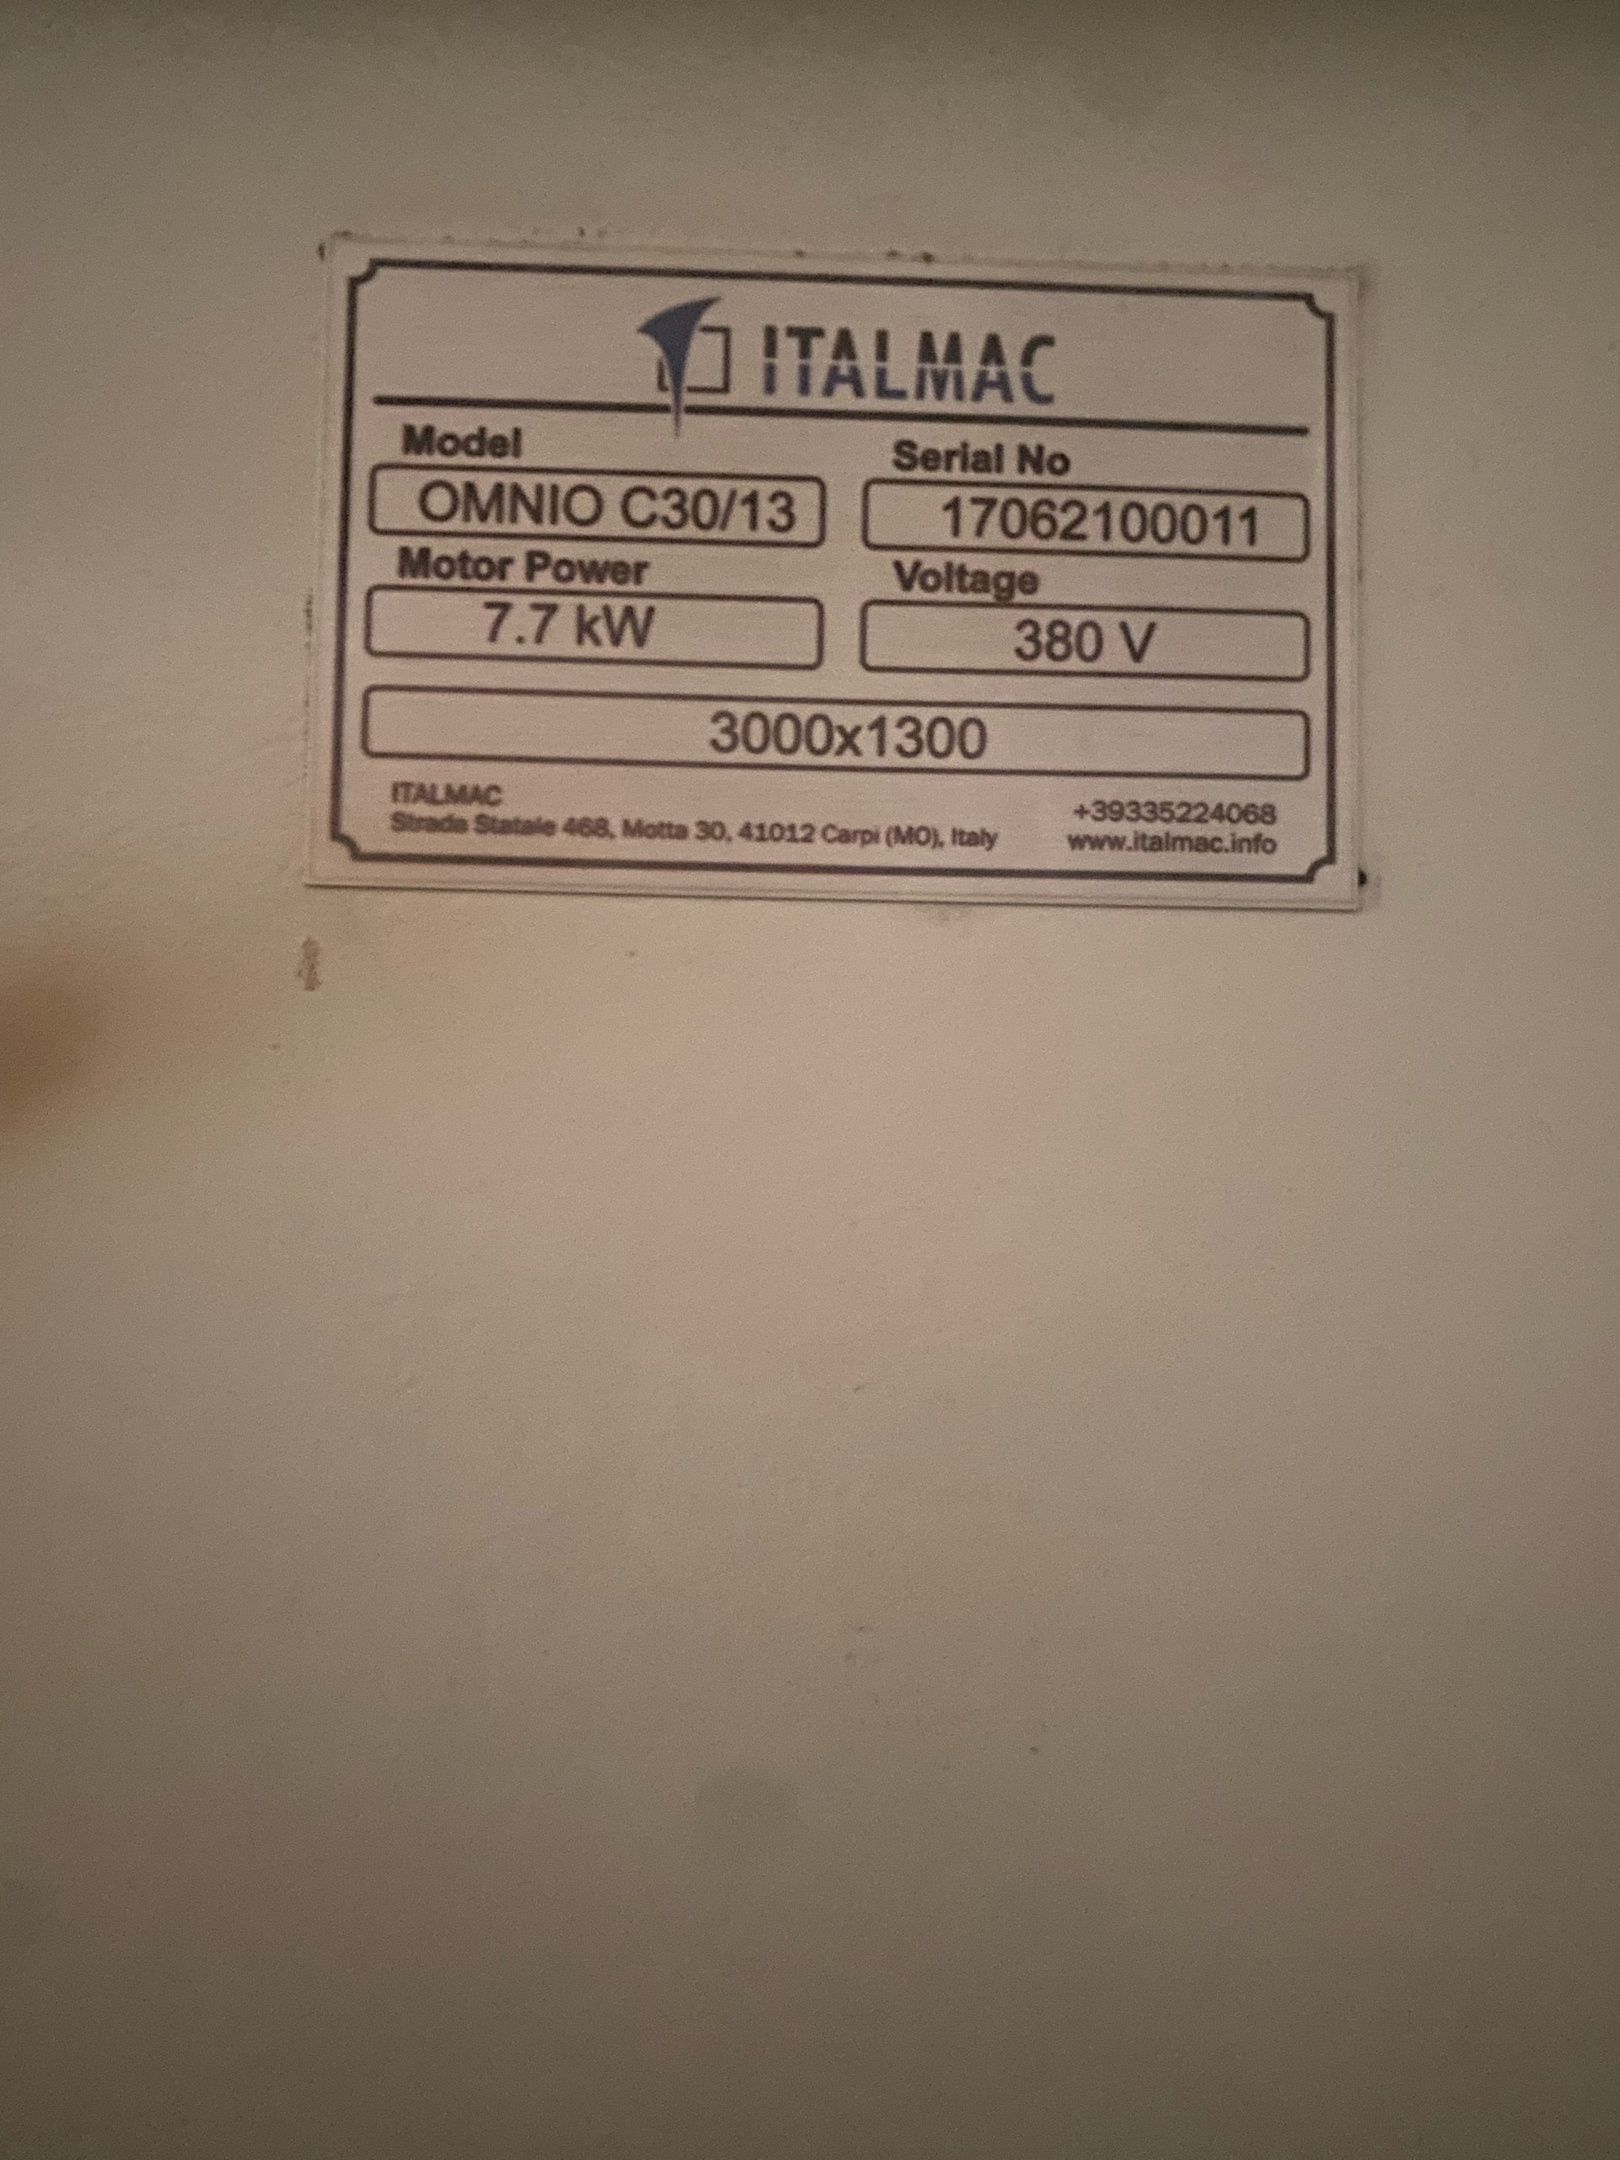 ITALMAC
Model Serial No
OMNIO C30/13 17062100011
Motor Power Voltage
7.7 kW 380 V
3000x1300
ITALMAC +39335224068
Strada Statale 468, Motta 30, 41012 Carpi (MO), Italy www.italmac.info